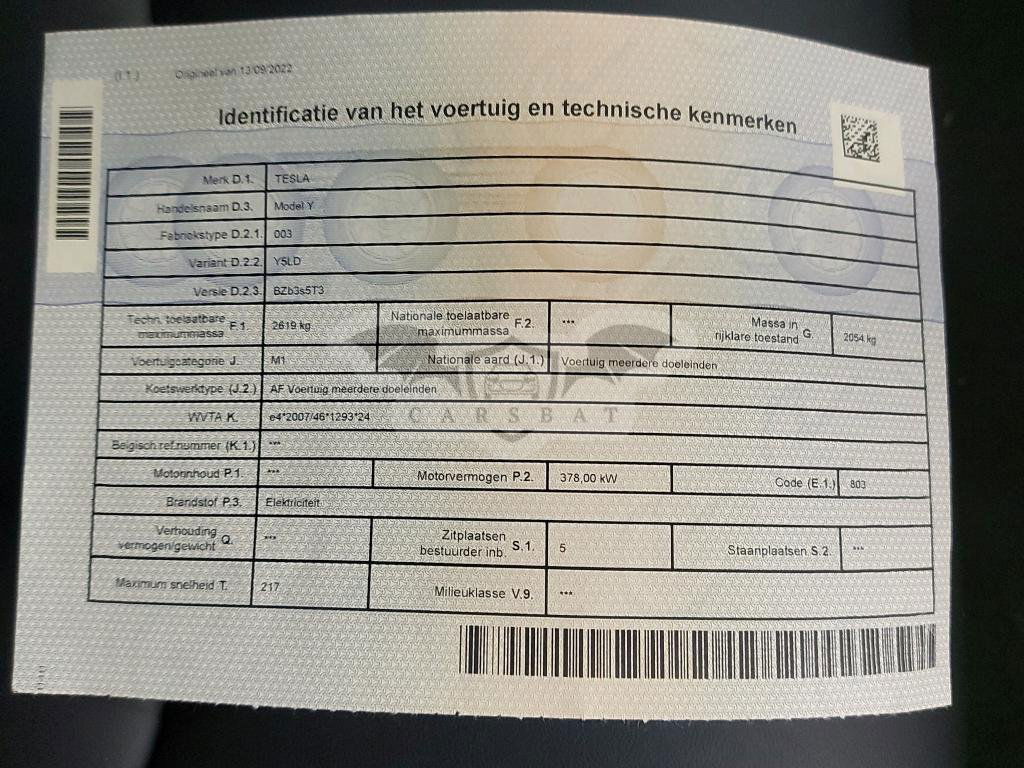 (I.1.) Origineel van 13/09/2022
Identificatie van het voertuig en technische kenmerken
Merk D.1. TESLA
Handelsnaam D.3. Model Y
Fabriekstype D.2.1. 003
Variant D.2.2. Y5LD
Versie D.2.3. BZb3s5T3
Techn. toelaatbare maximummassa F.1. 2619 kg Nationale toelaatbare maximummassa F.2. *** Massa in rijklare toestand G. 2054 kg
Voertuigcategorie J. M1 Nationale aard (J.1.) Voertuig meerdere doeleinden
Koetswerktype (J.2.) AF Voertuig meerdere doeleinden
CARSBAT
WVTA K. e4*2007/46*1293*24
Belgisch ref.nummer (K.1.) ***
Motorinhoud P.1. *** Motorvermogen P.2. 378,00 kW Code (E.1.) 803
Brandstof P.3. Elektriciteit
Verhouding vermogen/gewicht Q. *** Zitplaatsen bestuurder inb. S.1. 5 Staanplaatsen S.2. ***
Maximum snelheid T. 217 Milieuklasse V.9. ***